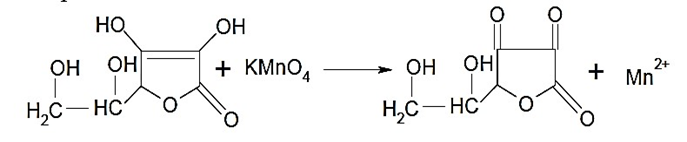 HO OH O O
OH OH + KMnO4 OH OH + Mn2+
H2C HC O O H2C HC O O